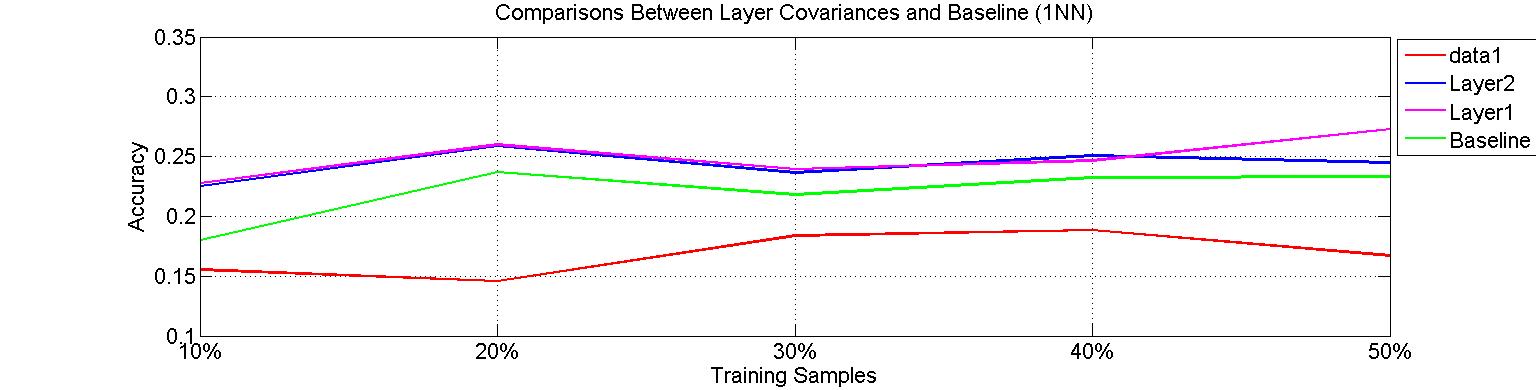 Comparisons Between Layer Covariances and Baseline (1NN)
0.35
0.3
0.25
0.2
0.15
0.1
Accuracy
10% 20% 30% 40% 50%
Training Samples
data1
Layer2
Layer1
Baseline